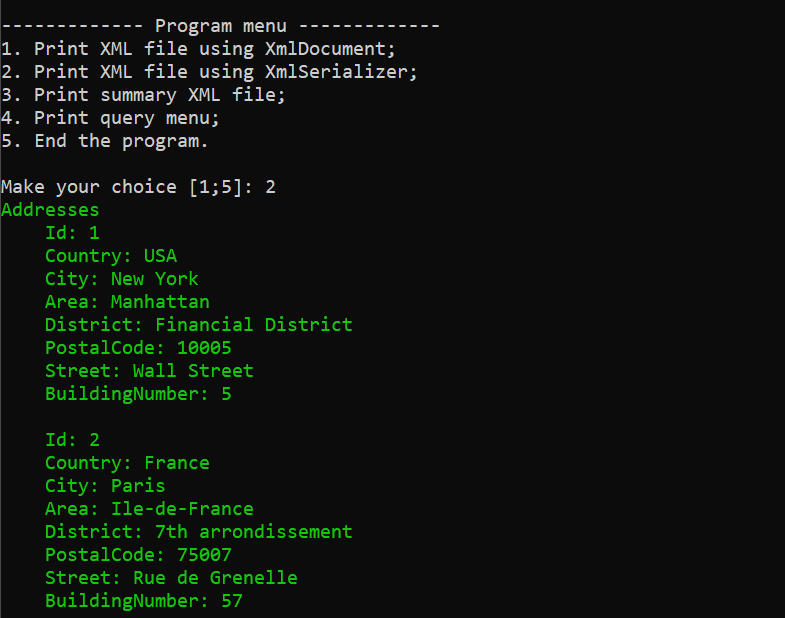 ------------- Program menu -------------
1. Print XML file using XmlDocument;
2. Print XML file using XmlSerializer;
3. Print summary XML file;
4. Print query menu;
5. End the program.
Make your choice [1;5]: 2
Addresses
Id: 1
Country: USA
City: New York
Area: Manhattan
District: Financial District
PostalCode: 10005
Street: Wall Street
BuildingNumber: 5
Id: 2
Country: France
City: Paris
Area: Ile-de-France
District: 7th arrondissement
PostalCode: 75007
Street: Rue de Grenelle
BuildingNumber: 57